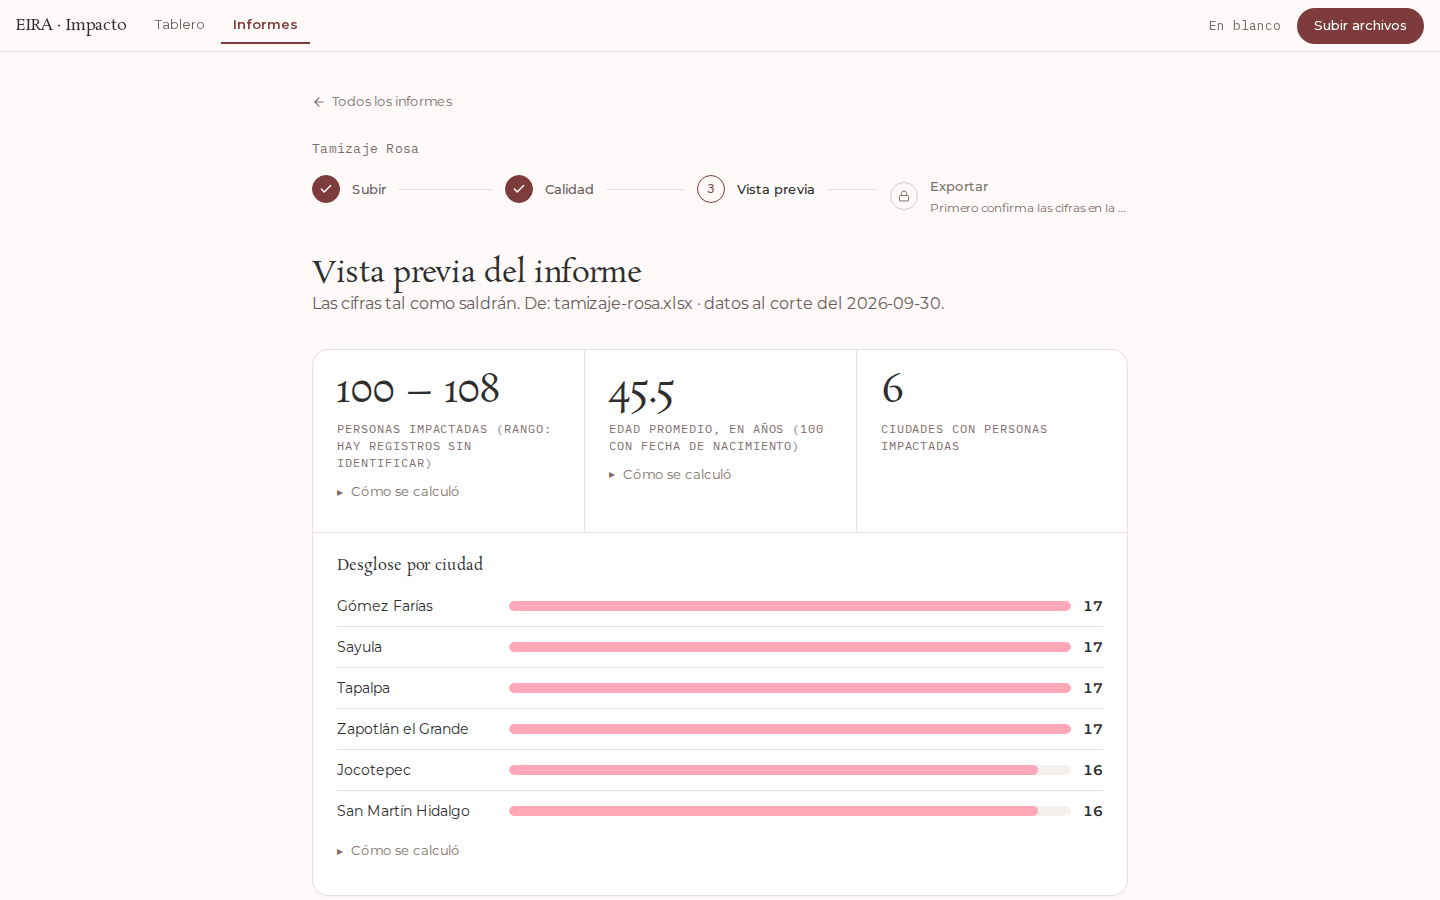 EIRA · Impacto
Tablero
Informes
En blanco
Subir archivos
← Todos los informes
Tamizaje Rosa
Subir
Calidad
3
Vista previa
Exportar
Primero confirma las cifras en la ...
Vista previa del informe
Las cifras tal como saldrán. De: tamizaje-rosa.xlsx · datos al corte del 2026-09-30.
100 – 108
PERSONAS IMPACTADAS (RANGO:
HAY REGISTROS SIN
IDENTIFICAR)
▸ Cómo se calculó
45.5
EDAD PROMEDIO, EN AÑOS (100
CON FECHA DE NACIMIENTO)
▸ Cómo se calculó
6
CIUDADES CON PERSONAS
IMPACTADAS
Desglose por ciudad
Gómez Farías 17
Sayula 17
Tapalpa 17
Zapotlán el Grande 17
Jocotepec 16
San Martín Hidalgo 16
▸ Cómo se calculó